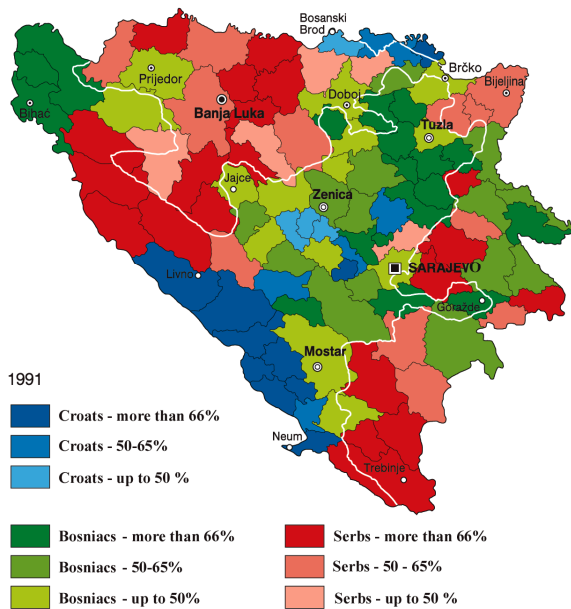 Bosanski
Brod
Prijedor
Brčko
Bijeljina
Bihać
Banja Luka
Doboj
Tuzla
Jajce
Zenica
SARAJEVO
Livno
Goražde
Mostar
1991
Croats - more than 66%
Croats - 50-65%
Neum
Croats - up to 50 %
Trebinje
Bosniacs - more than 66%
Serbs - more than 66%
Bosniacs - 50-65%
Serbs - 50 - 65%
Bosniacs - up to 50%
Serbs - up to 50 %